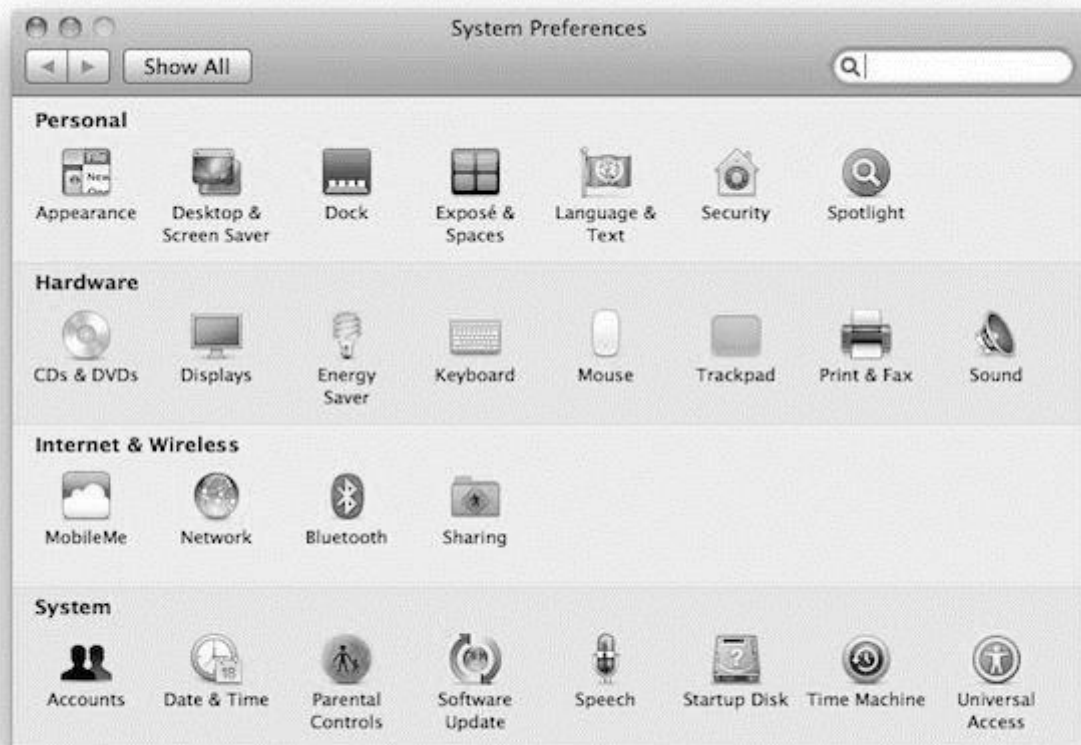 System Preferences
Show All
Personal
Appearance
Desktop &
Screen Saver
Dock
Exposé &
Spaces
Language &
Text
Security
Spotlight
Hardware
CDs & DVDs
Displays
Energy
Saver
Keyboard
Mouse
Trackpad
Print & Fax
Sound
Internet & Wireless
MobileMe
Network
Bluetooth
Sharing
System
Accounts
Date & Time
18
Parental
Controls
Software
Update
Speech
?
Startup Disk
Time Machine
Universal
Access